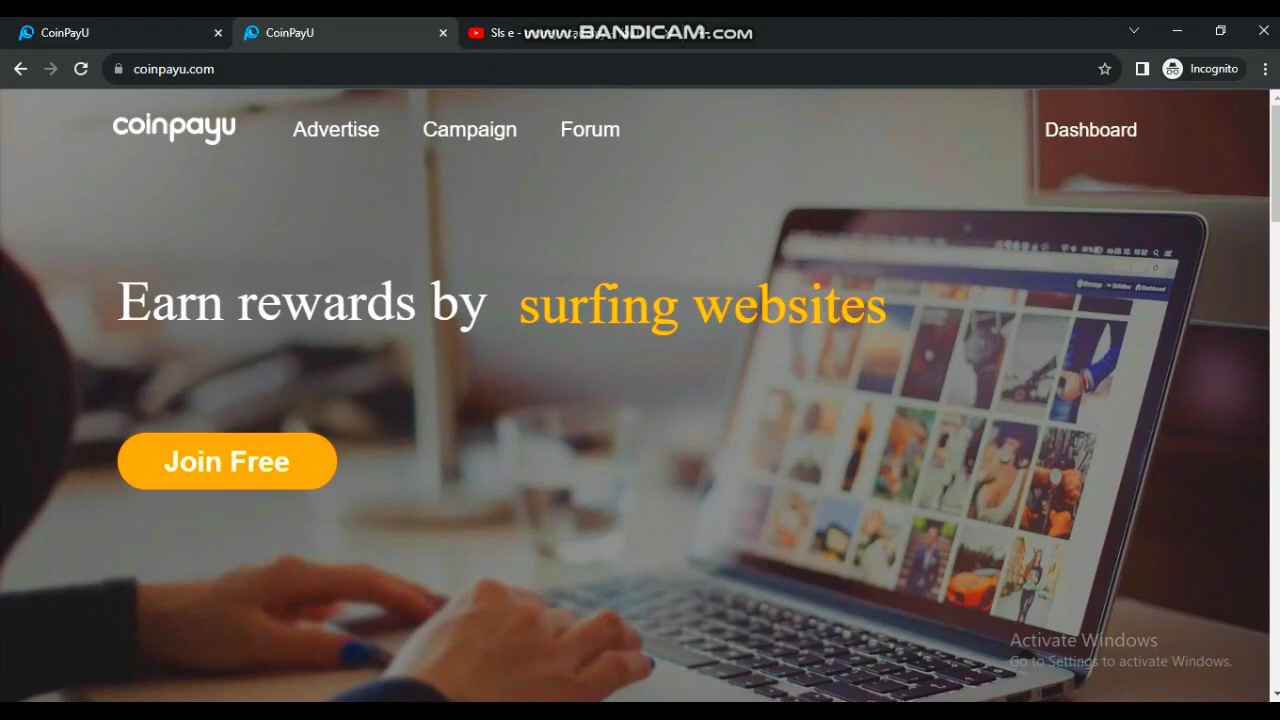 CoinPayU
CoinPayU
Sls e -
www.BANDICAM.com
coinpayu.com
Incognito
coinpayu
Advertise
Campaign
Forum
Dashboard
Earn rewards by surfing websites
Join Free
Activate Windows
Go to Settings to activate Windows.